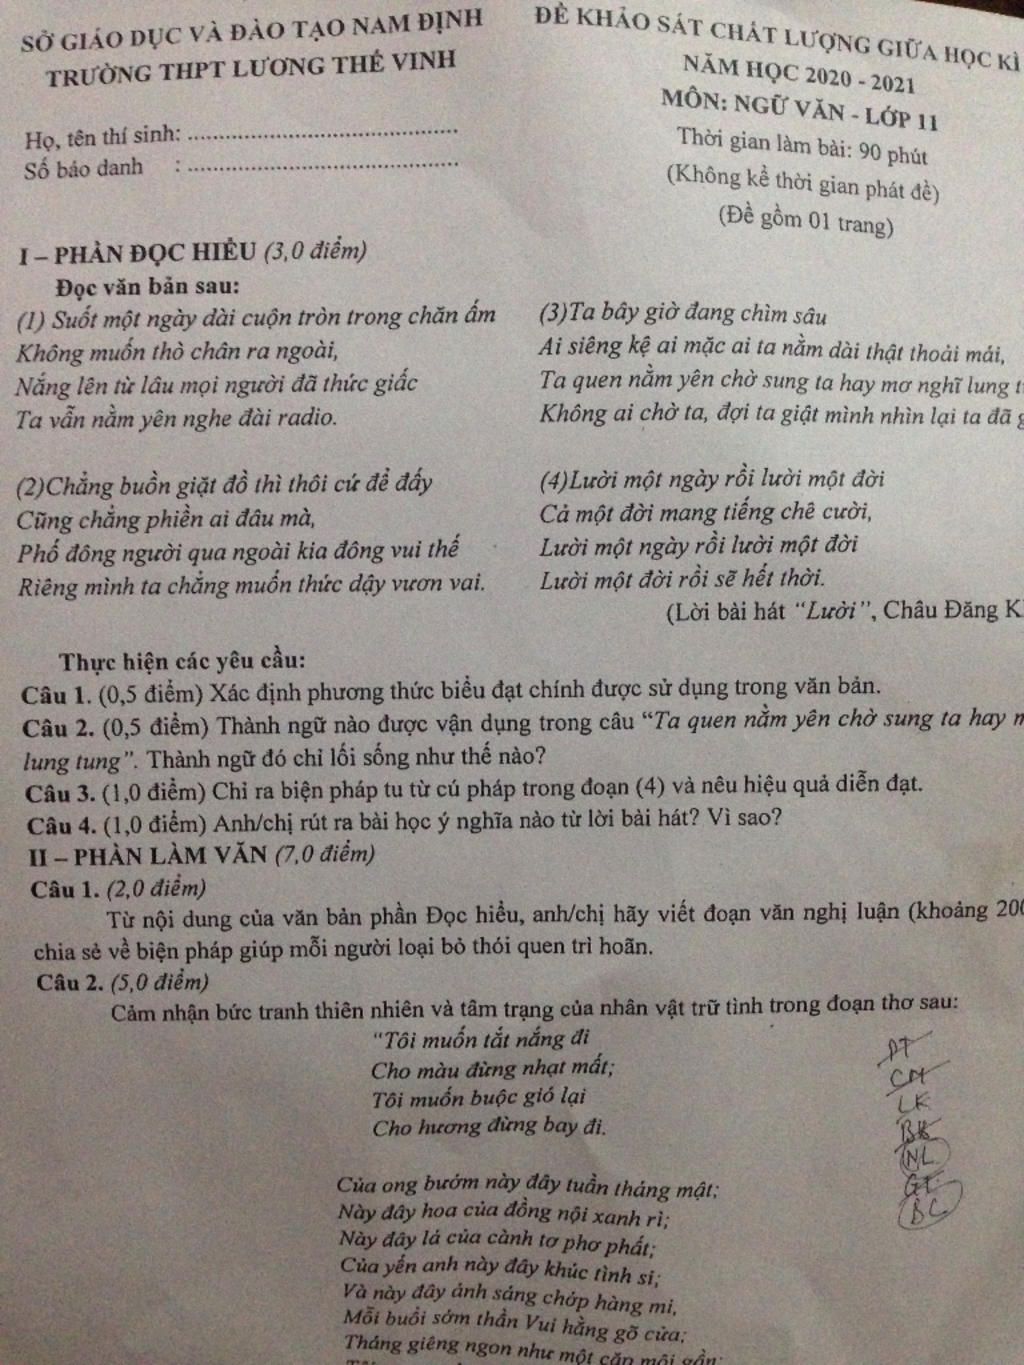 SỞ GIÁO DỤC VÀ ĐÀO TẠO NAM ĐỊNH
TRƯỜNG THPT LƯƠNG THẾ VINH
Họ, tên thí sinh: ...........................................
Số báo danh : ...........................................
ĐỀ KHẢO SÁT CHẤT LƯỢNG GIỮA HỌC KÌ
NĂM HỌC 2020 - 2021
MÔN: NGỮ VĂN - LỚP 11
Thời gian làm bài: 90 phút
(Không kể thời gian phát đề)
(Đề gồm 01 trang)
I – PHẦN ĐỌC HIỂU (3,0 điểm)
Đọc văn bản sau:
(1) Suốt một ngày dài cuộn tròn trong chăn ấm
Không muốn thò chân ra ngoài,
Nắng lên từ lâu mọi người đã thức giấc
Ta vẫn nằm yên nghe đài radio.
(2)Chẳng buồn giặt đồ thì thôi cứ để đấy
Cũng chẳng phiền ai đâu mà,
Phố đông người qua ngoài kia đông vui thế
Riêng mình ta chẳng muốn thức dậy vươn vai.
(3)Ta bây giờ đang chìm sâu
Ai siêng kệ ai mặc ai ta nằm dài thật thoải mái,
Ta quen nằm yên chờ sung ta hay mơ nghĩ lung
Không ai chờ ta, đợi ta giật mình nhìn lại ta đã
(4)Lười một ngày rồi lười một đời
Cả một đời mang tiếng chê cười,
Lười một ngày rồi lười một đời
Lười một đời rồi sẽ hết thời.
(Lời bài hát “Lười”, Châu Đăng
Thực hiện các yêu cầu:
Câu 1. (0,5 điểm) Xác định phương thức biểu đạt chính được sử dụng trong văn bản.
Câu 2. (0,5 điểm) Thành ngữ nào được vận dụng trong câu “Ta quen nằm yên chờ sung ta hay
lung tung”. Thành ngữ đó chỉ lối sống như thế nào?
Câu 3. (1,0 điểm) Chỉ ra biện pháp tu từ cú pháp trong đoạn (4) và nêu hiệu quả diễn đạt.
Câu 4. (1,0 điểm) Anh/chị rút ra bài học ý nghĩa nào từ lời bài hát? Vì sao?
II – PHẦN LÀM VĂN (7,0 điểm)
Câu 1. (2,0 điểm)
Từ nội dung của văn bản phần Đọc hiểu, anh/chị hãy viết đoạn văn nghị luận (khoảng 200
chia sẻ về biện pháp giúp mỗi người loại bỏ thói quen trì hoãn.
Câu 2. (5,0 điểm)
Cảm nhận bức tranh thiên nhiên và tâm trạng của nhân vật trữ tình trong đoạn thơ sau:
“Tôi muốn tắt nắng đi
Cho màu đừng nhạt mất;
Tôi muốn buộc gió lại
Cho hương đừng bay đi.
Của ong bướm này đây tuần tháng mật;
Này đây hoa của đồng nội xanh rì;
Này đây lá của cành tơ phơ phất;
Của yến anh này đây khúc tình si;
Và này đây ánh sáng chớp hàng mi,
Mỗi buổi sớm thần Vui hằng gõ cửa;
Tháng giêng ngon như một cặp môi gần;
PT
CM
LK
BB
NL
GT
BC